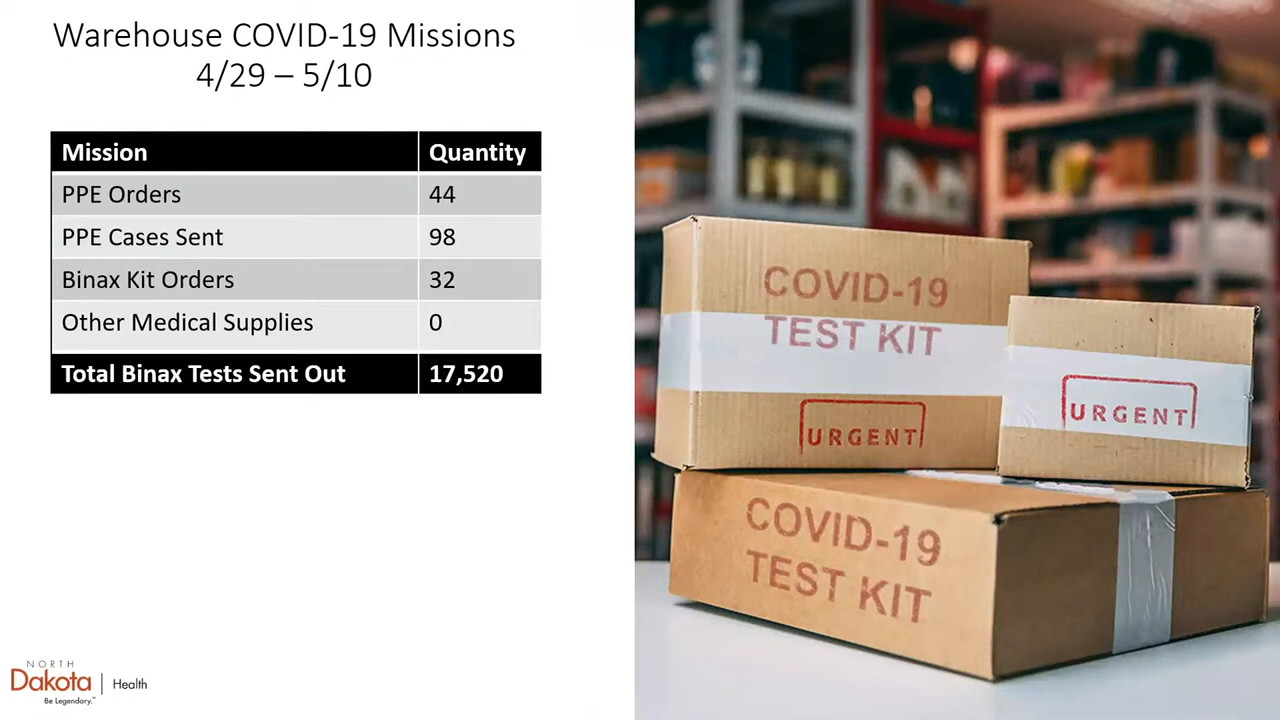 Warehouse COVID-19 Missions
4/29 – 5/10
Mission Quantity
PPE Orders 44
PPE Cases Sent 98
Binax Kit Orders 32
Other Medical Supplies 0
Total Binax Tests Sent Out 17,520
COVID-19
TEST KIT
URGENT
URGENT
COVID-19
TEST KIT
NORTH
Dakota | Health
Be Legendary.™